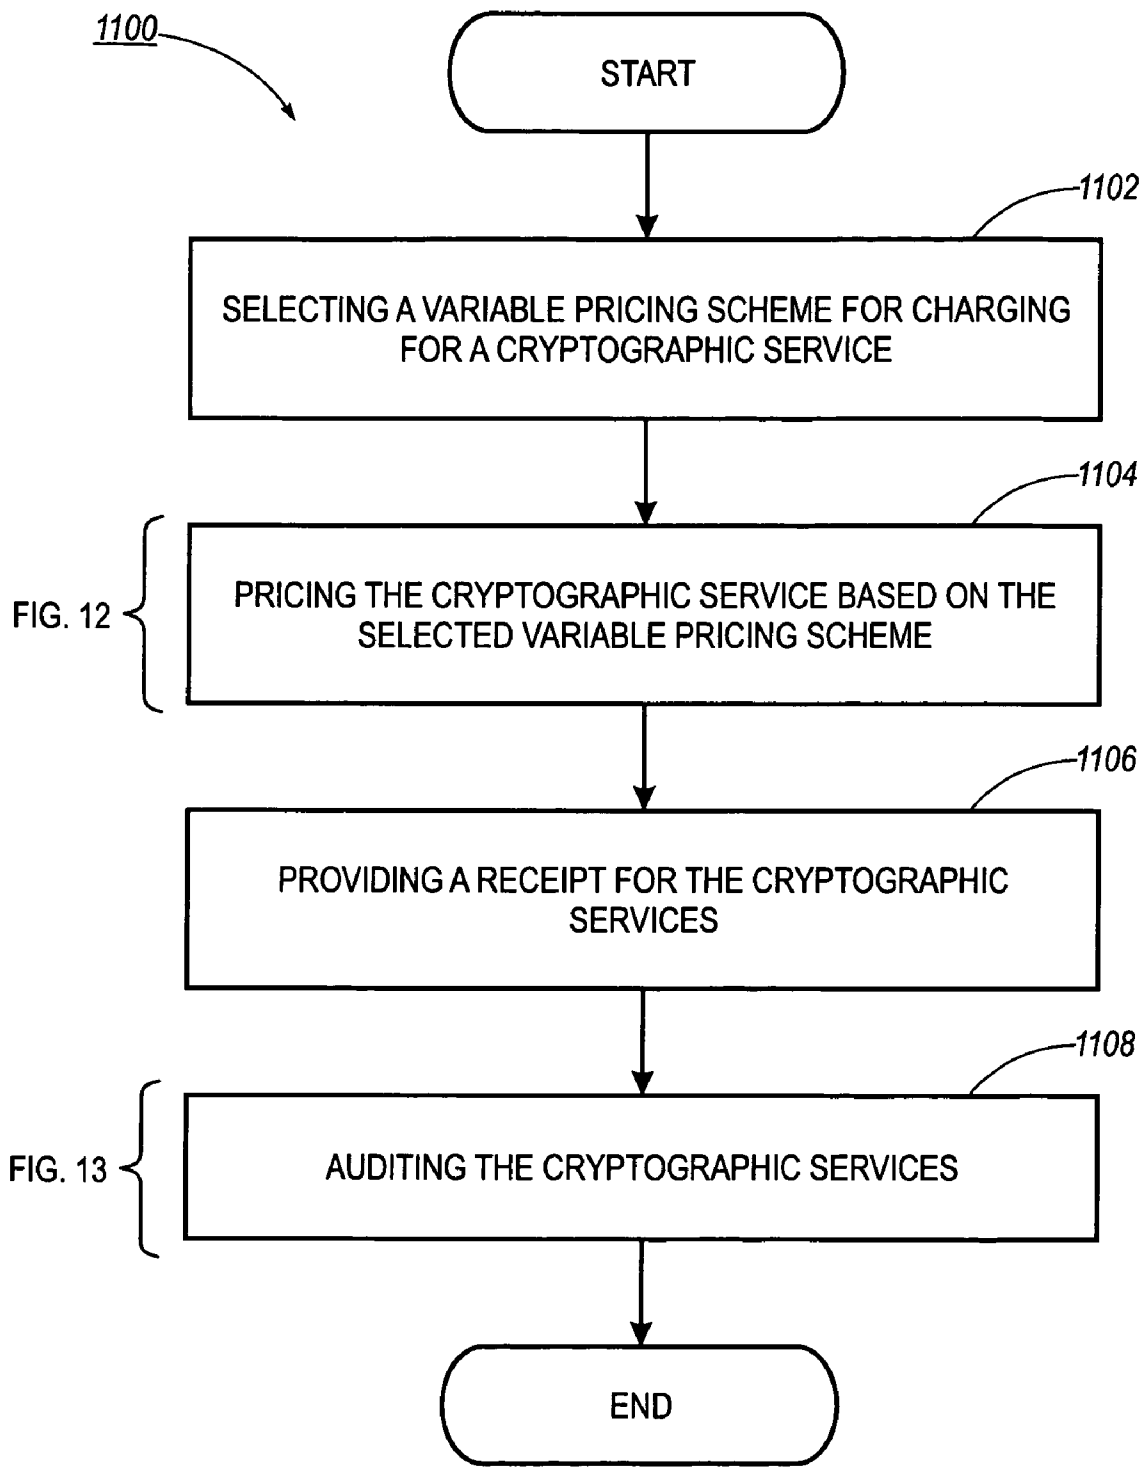 1100
START
1102
SELECTING A VARIABLE PRICING SCHEME FOR CHARGING
FOR A CRYPTOGRAPHIC SERVICE
1104
FIG. 12
PRICING THE CRYPTOGRAPHIC SERVICE BASED ON THE
SELECTED VARIABLE PRICING SCHEME
1106
PROVIDING A RECEIPT FOR THE CRYPTOGRAPHIC
SERVICES
1108
FIG. 13
AUDITING THE CRYPTOGRAPHIC SERVICES
END